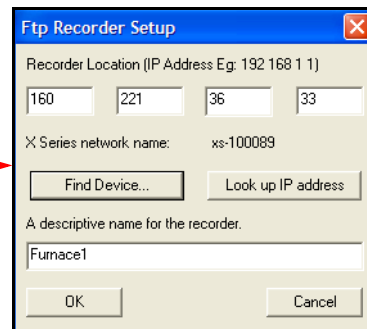 Ftp Recorder Setup
Recorder Location (IP Address Eg: 192 168 1 1)
160 221 36 33
X Series network name: xs-100089
Find Device... Look up IP address
A descriptive name for the recorder.
Furnace1
OK Cancel